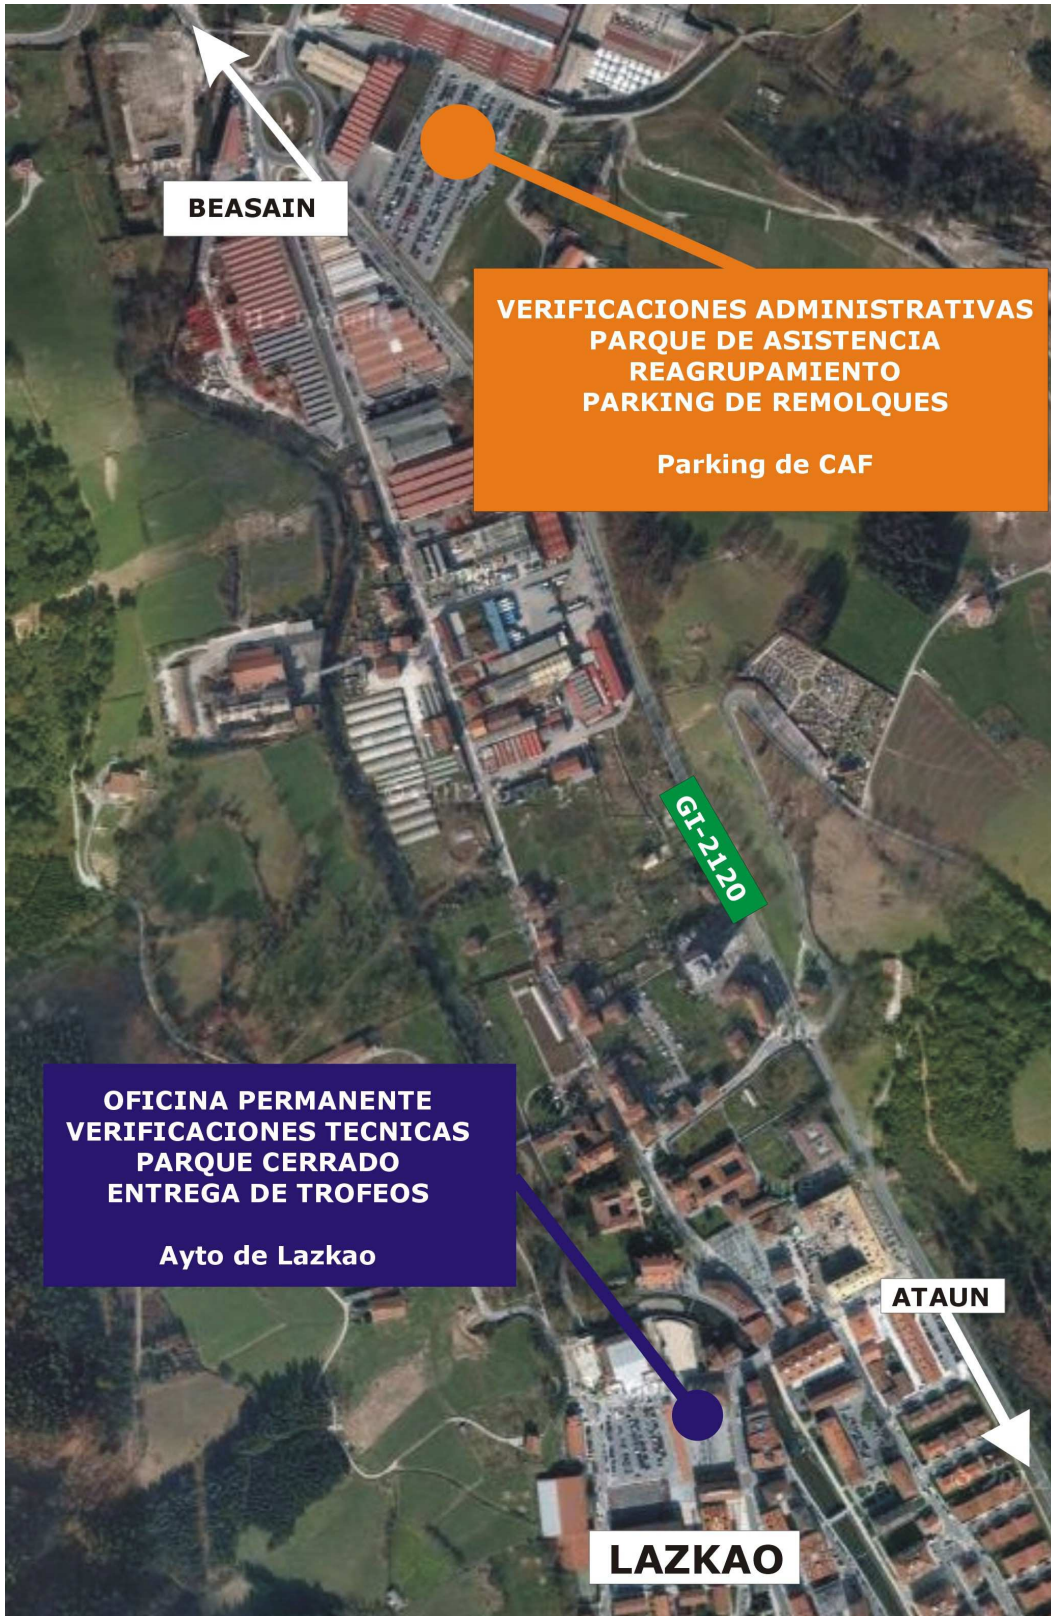 BEASAIN
VERIFICACIONES ADMINISTRATIVAS
PARQUE DE ASISTENCIA
REAGRUPAMIENTO
PARKING DE REMOLQUES
Parking de CAF
GI-2120
OFICINA PERMANENTE
VERIFICACIONES TECNICAS
PARQUE CERRADO
ENTREGA DE TROFEOS
Ayto de Lazkao
ATAUN
LAZKAO